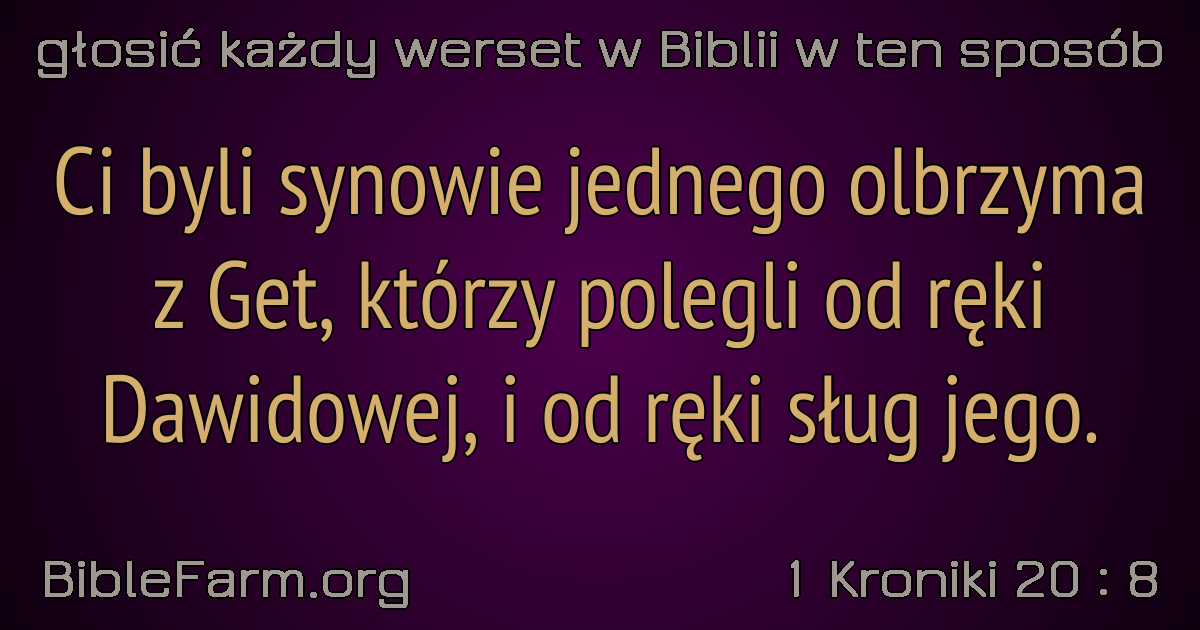 głosić każdy werset w Biblii w ten sposób
Ci byli synowie jednego olbrzyma
z Get, którzy polegli od ręki
Dawidowej, i od ręki sług jego.
BibleFarm.org
1 Kroniki 20 : 8